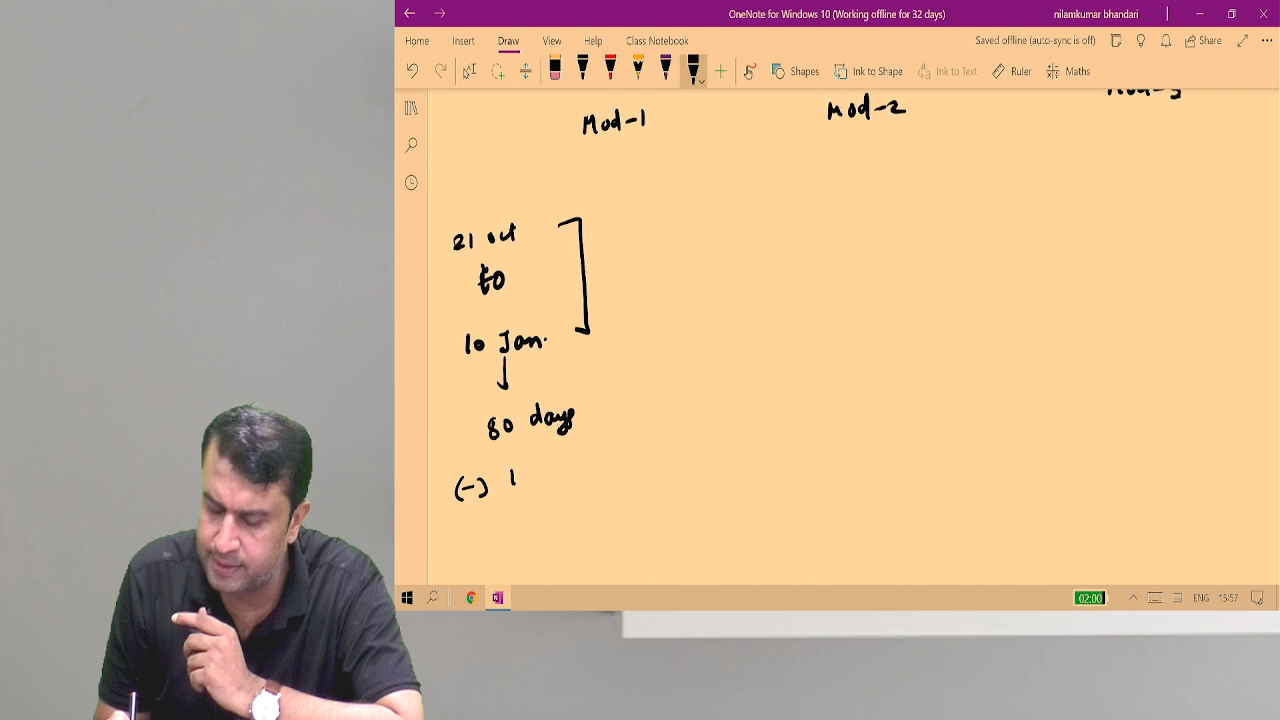 OneNote for Windows 10 (Working offline for 32 days)
nilamkumar bhandari
Home Insert Draw View Help Class Notebook
Saved offline (auto-sync is off)
Share
Shapes Ink to Shape Ink to Text Ruler Maths
Mod-1
Mod-2
21 oct
to
10 Jan.
80 days
(-) 1
02:00
ENG
15:57